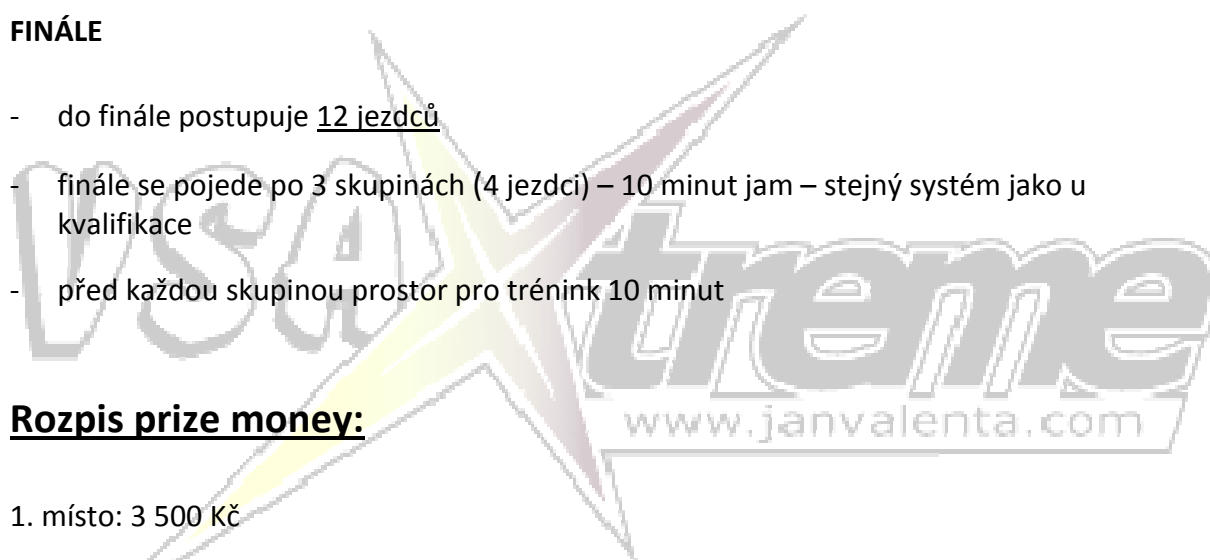 FINÁLE
- do finále postupuje 12 jezdců
- finále se pojede po 3 skupinách (4 jezdci) – 10 minut jam – stejný systém jako u
kvalifikace
- před každou skupinou prostor pro trénink 10 minut
VSA Xtreme
www.janvalenta.com
Rozpis prize money:
1. místo: 3 500 Kč